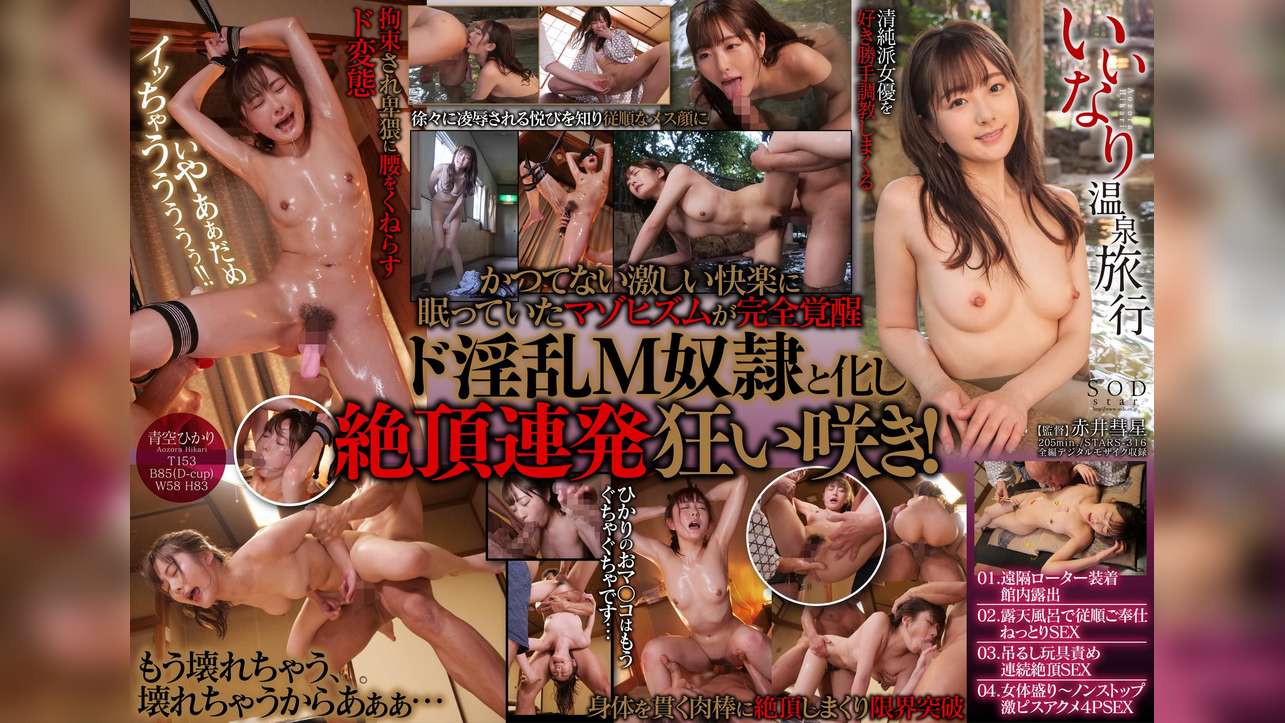 いいなり温泉旅行
Aozora Hikari
清純派女優を
好き勝手調教しまくる
拘束され卑猥に腰をくねらす
ド変態
いやあぁだめ
イッちゃうぅぅぅぅ!!
徐々に凌辱される悦びを知り従順なメス顔に
かつてない激しい快楽に
眠っていたマゾヒズムが完全覚醒
ド淫乱M奴隷と化し
絶頂連発狂い咲き!
SOD
star
http://www.sod.co.jp/
【監督】赤井彗星
205min./STARS-316
全編デジタルモザイク収録
青空ひかり
Aozora Hikari
T153
B85(D-cup)
W58 H83
ひかりのおマ○コはもう
ぐちゃぐちゃです…
01.遠隔ローター装着
館内露出
02.露天風呂で従順ご奉仕
ねっとりSEX
03.吊るし玩具責め
連続絶頂SEX
04.女体盛り~ノンストップ
激ピスアクメ4PSEX
もう壊れちゃう、、。
壊れちゃうからあぁぁ…
身体を貫く肉棒に絶頂しまくり限界突破